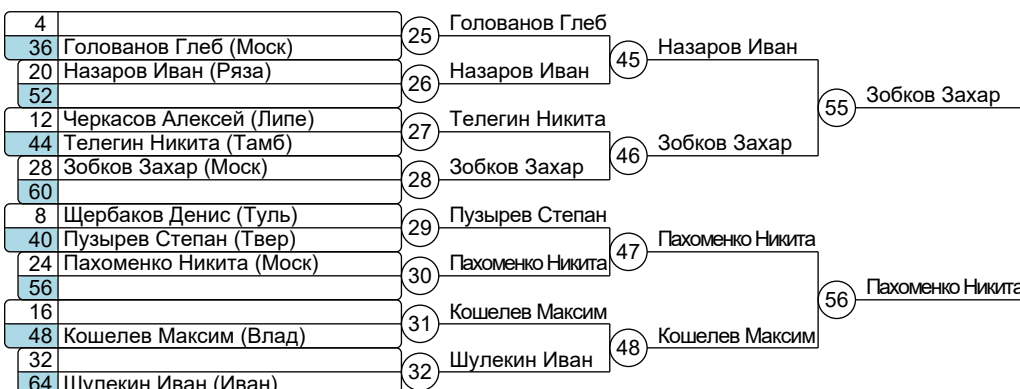 4
25 Голованов Глеб
36 Голованов Глеб (Моск)
45 Назаров Иван
20 Назаров Иван (Ряза)
26 Назаров Иван
52
55 Зобков Захар
12 Черкасов Алексей (Липе)
27 Телегин Никита
44 Телегин Никита (Тамб)
46 Зобков Захар
28 Зобков Захар (Моск)
28 Зобков Захар
60
8 Щербаков Денис (Туль)
29 Пузырев Степан
40 Пузырев Степан (Твер)
47 Пахоменко Никита
24 Пахоменко Никита (Моск)
30 Пахоменко Никита
56
56 Пахоменко Никита
16
31 Кошелев Максим
48 Кошелев Максим (Влад)
48 Кошелев Максим
32
32 Шулекин Иван
64 Шулекин Иван (Иван)